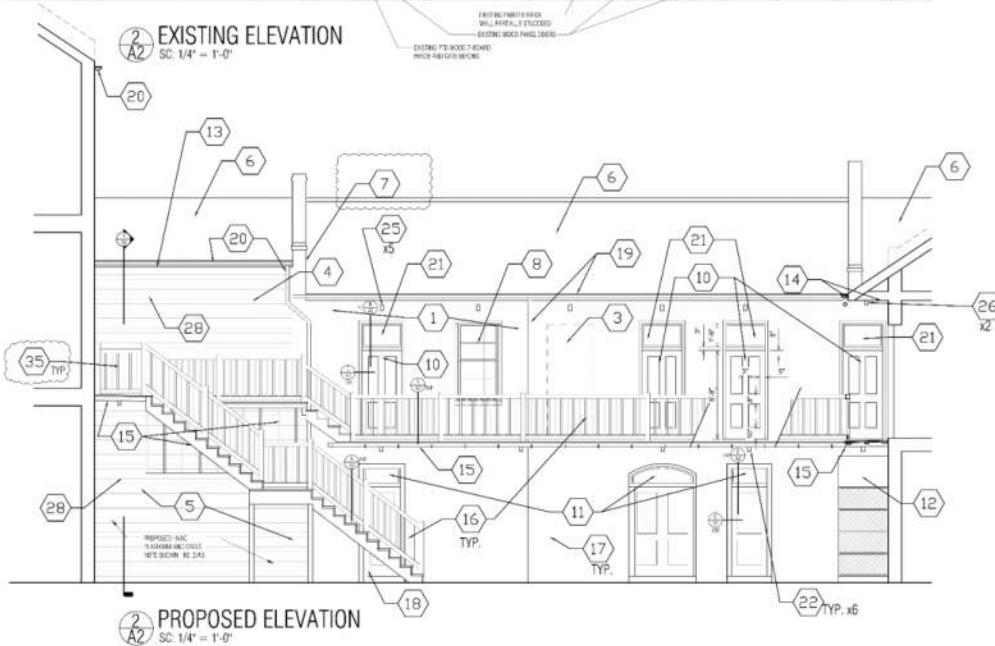 2
A2
EXISTING ELEVATION
SC: 1/4" = 1'-0"
EXISTING WOOD PANEL DOORS
20
13
6
7
6
6
25
x5
20
4
21
8
19
21
10
14
26
x2
28
1
3
10
21
35 TYP.
15
15
15
16
TYP.
11
12
28
5
17
TYP.
18
22 TYP. x6
2
A2
PROPOSED ELEVATION
SC: 1/4" = 1'-0"